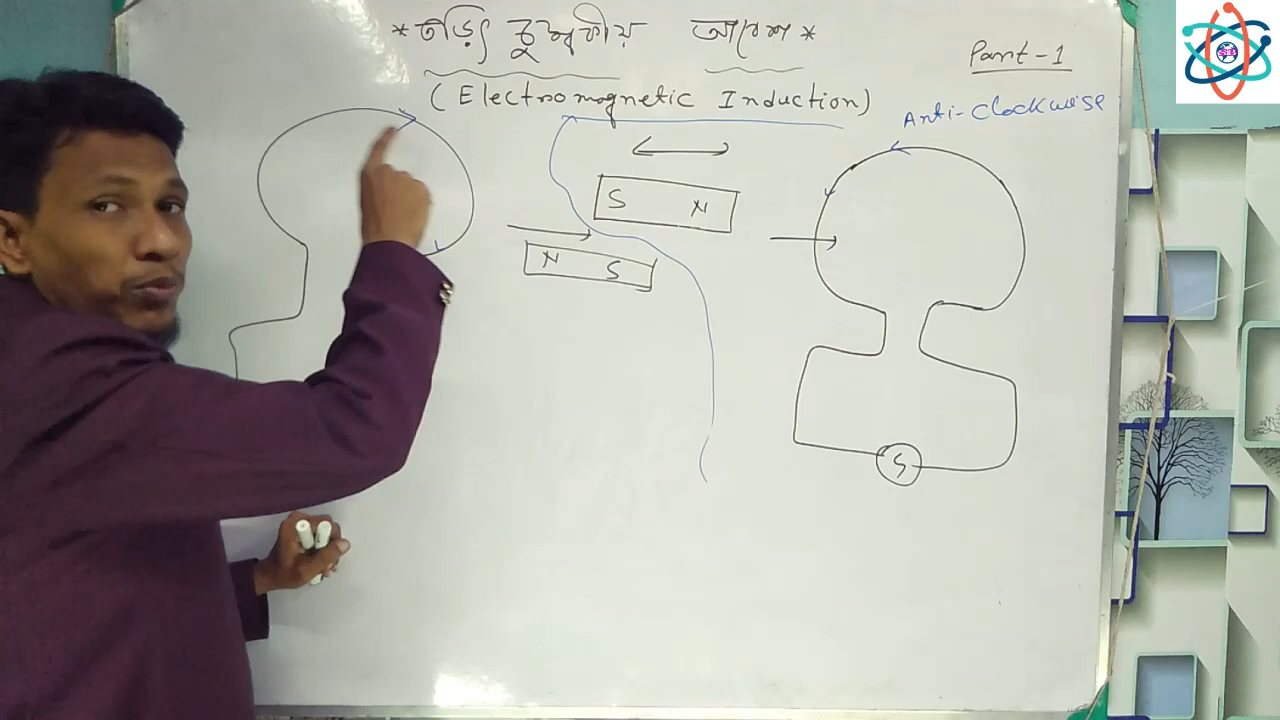 * তড়িৎ চুম্বকীয় আবেশ *
Part-1
(Electromagnetic Induction)
Anti-Clockwise
S N
N S
G